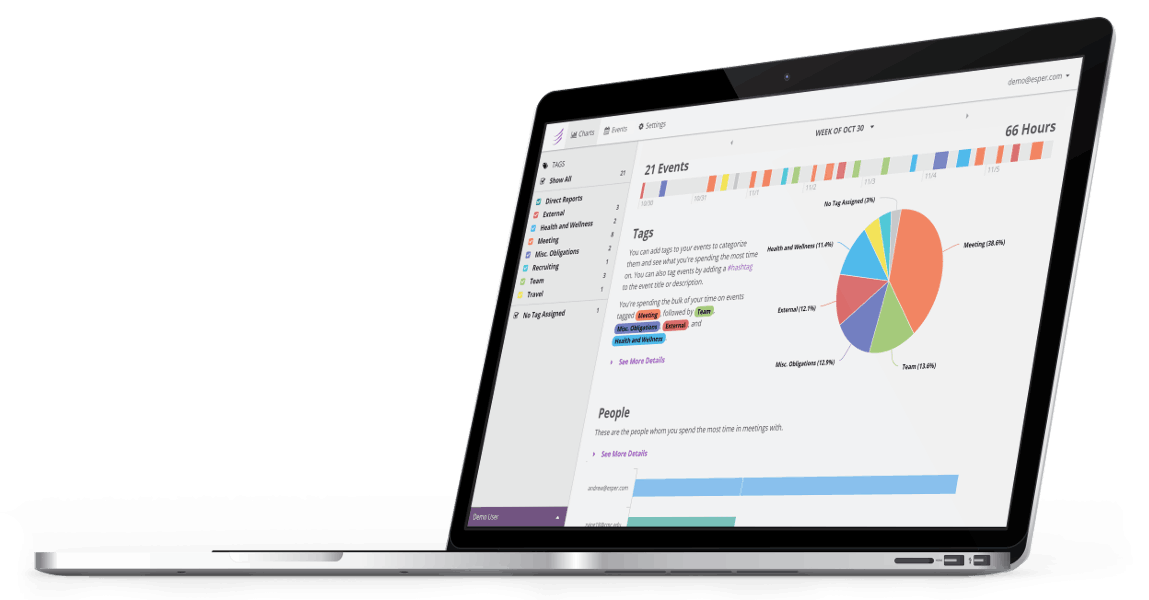 demo@esper.com
Charts Events Settings
WEEK OF OCT 30
TAGS
Show All 21
Direct Reports
External 3
Health and Wellness 2
Meeting 8
Misc. Obligations 2
Recruiting 1
Team 3
Travel 1
No Tag Assigned 1
Demo User
21 Events
66 Hours
10/30 10/31 11/1 11/2 11/3 11/4 11/5
Tags
You can add tags to your events to categorize
them and see what you're spending the most time
on. You can also tag events by adding a #hashtag
to the event title or description.
You're spending the bulk of your time on events
tagged Meeting, followed by Team,
Misc. Obligations, External, and
Health and Wellness.
See More Details
No Tag Assigned (3%)
Health and Wellness (11.4%)
Meeting (38.6%)
External (12.1%)
Misc. Obligations (12.9%)
Team (13.6%)
People
These are the people whom you spend the most time in meetings with.
See More Details
andrew@esper.com